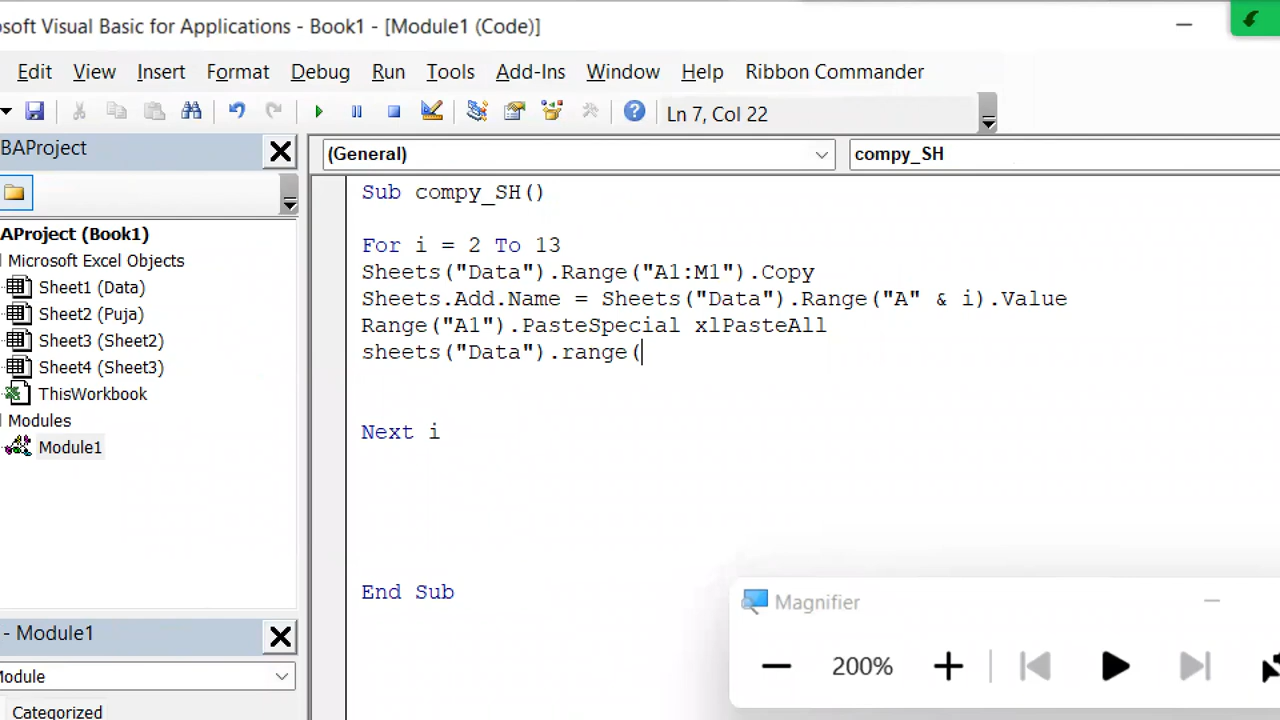 osoft Visual Basic for Applications - Book1 - [Module1 (Code)]
Edit View Insert Format Debug Run Tools Add-Ins Window Help Ribbon Commander
Ln 7, Col 22
BAProject
(General) compy_SH
AProject (Book1)
Microsoft Excel Objects
Sheet1 (Data)
Sheet2 (Puja)
Sheet3 (Sheet2)
Sheet4 (Sheet3)
ThisWorkbook
Modules
Module1
Sub compy_SH()
For i = 2 To 13
Sheets("Data").Range("A1:M1").Copy
Sheets.Add.Name = Sheets("Data").Range("A" & i).Value
Range("A1").PasteSpecial xlPasteAll
sheets("Data").range(
Next i
End Sub
- Module1
Module
Categorized
Magnifier
200%